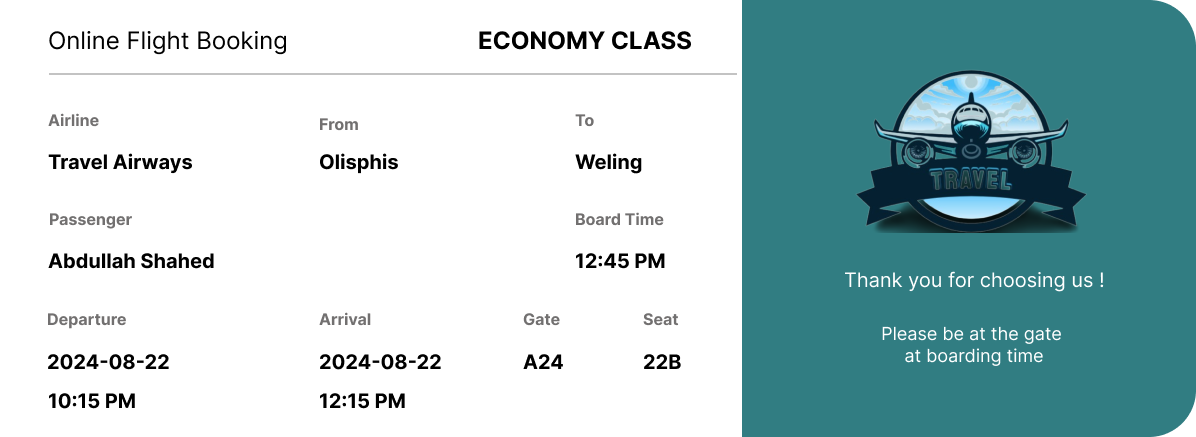 Online Flight Booking
ECONOMY CLASS
Airline
From
To
Travel Airways
Olisphis
Weling
Passenger
Board Time
Abdullah Shahed
12:45 PM
Departure
Arrival
Gate
Seat
2024-08-22
2024-08-22
A24
22B
10:15 PM
12:15 PM
TRAVEL
Thank you for choosing us !
Please be at the gate
at boarding time